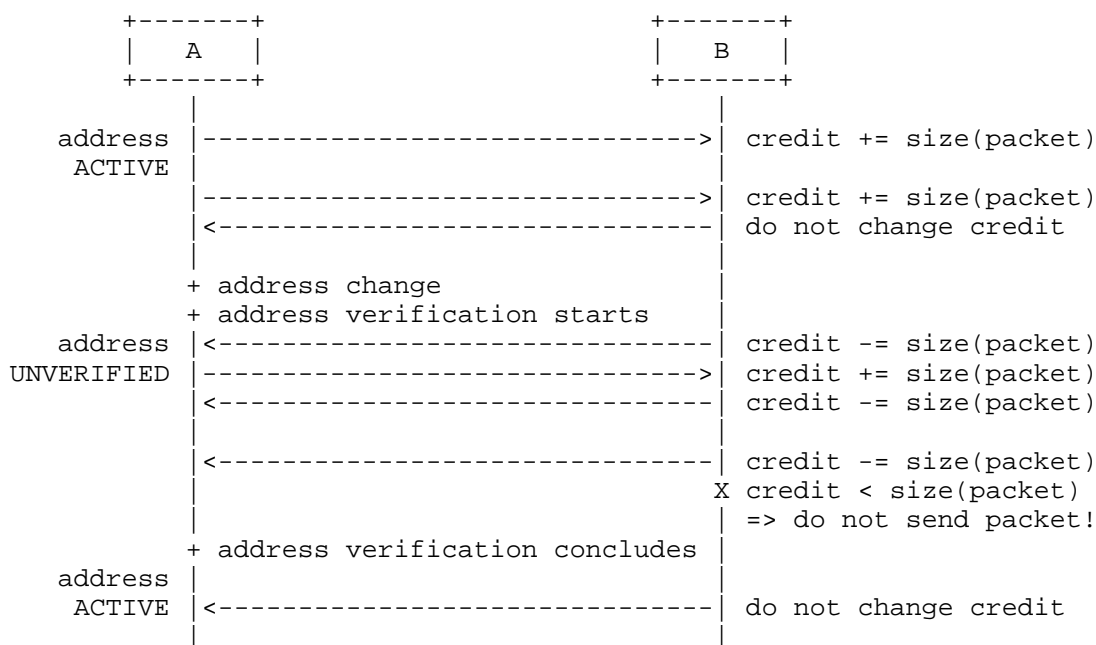 A B
address credit += size(packet)
ACTIVE
credit += size(packet)
do not change credit
+ address change
+ address verification starts
address credit -= size(packet)
UNVERIFIED credit += size(packet)
credit -= size(packet)
credit -= size(packet)
X credit < size(packet)
=> do not send packet!
+ address verification concludes
address
ACTIVE do not change credit